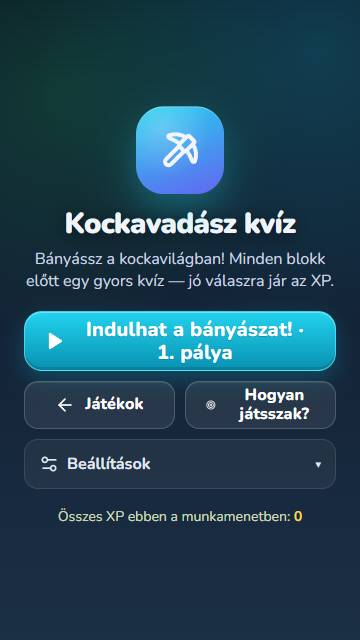 Kockavadász kvíz
Bányássz a kockavilágban! Minden blokk
előtt egy gyors kvíz — jó válaszra jár az XP.
Indulhat a bányászat! ·
1. pálya
Játékok
Hogyan
játsszak?
Beállítások
Összes XP ebben a munkamenetben: 0